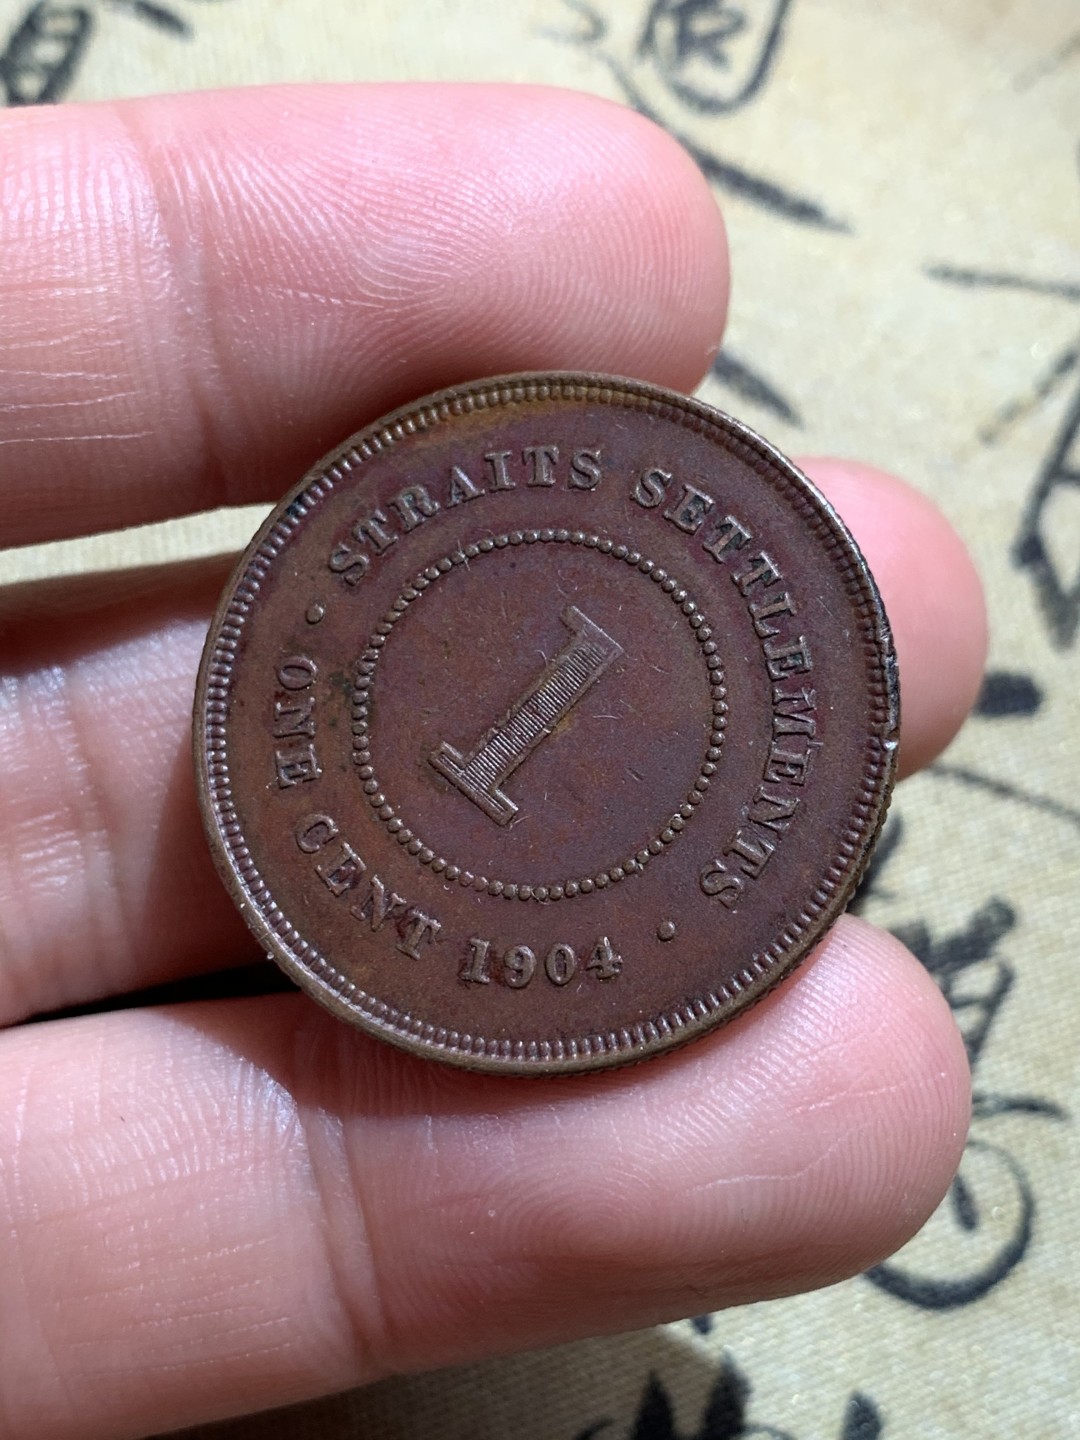 STRAITS SETTLEMENTS
1
ONE CENT 1904